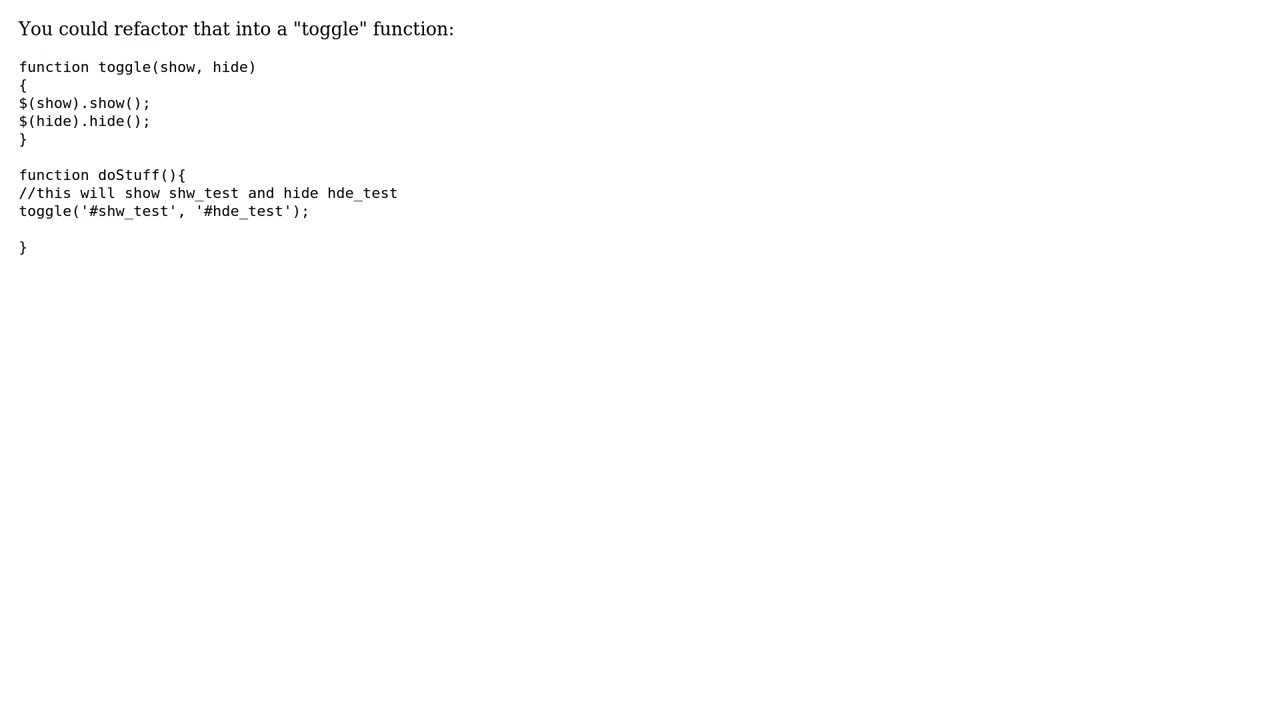 You could refactor that into a "toggle" function:
function toggle(show, hide)
{
$(show).show();
$(hide).hide();
}
function doStuff(){
//this will show shw_test and hide hde_test
toggle('#shw_test', '#hde_test');
}